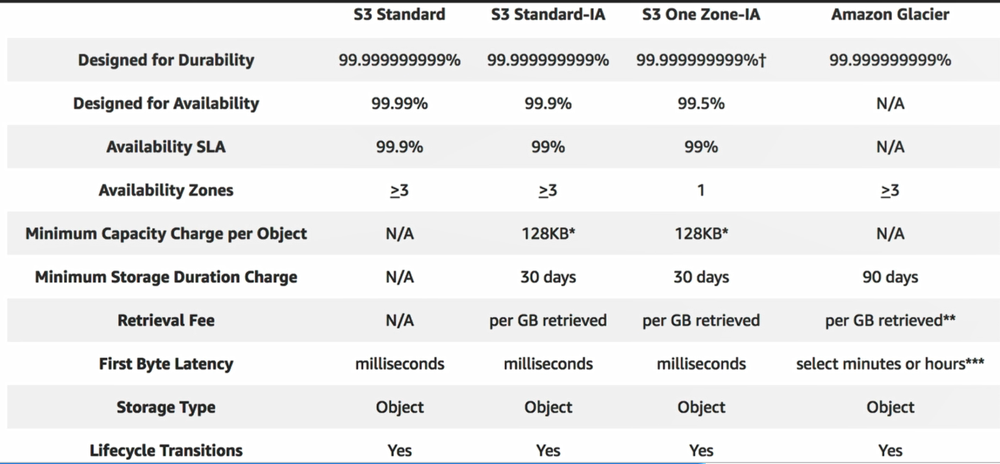 S3 Standard S3 Standard-IA S3 One Zone-IA Amazon Glacier
Designed for Durability 99.999999999% 99.999999999% 99.999999999%† 99.999999999%
Designed for Availability 99.99% 99.9% 99.5% N/A
Availability SLA 99.9% 99% 99% N/A
Availability Zones ≥3 ≥3 1 ≥3
Minimum Capacity Charge per Object N/A 128KB* 128KB* N/A
Minimum Storage Duration Charge N/A 30 days 30 days 90 days
Retrieval Fee N/A per GB retrieved per GB retrieved per GB retrieved**
First Byte Latency milliseconds milliseconds milliseconds select minutes or hours***
Storage Type Object Object Object Object
Lifecycle Transitions Yes Yes Yes Yes